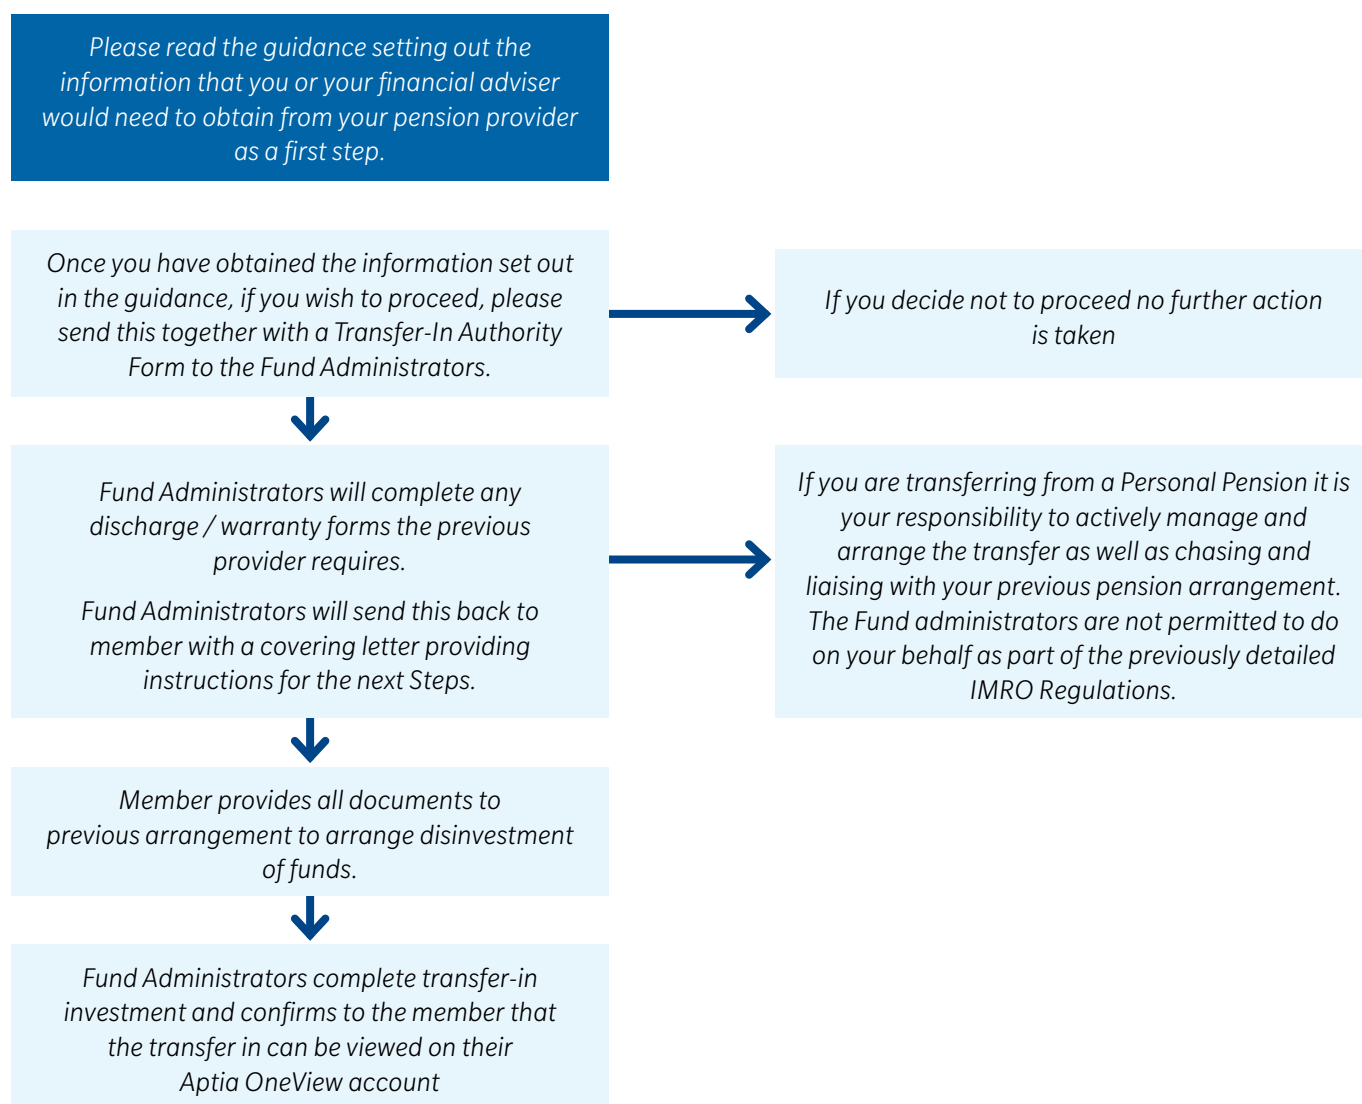 Please read the guidance setting out the
information that you or your financial adviser
would need to obtain from your pension provider
as a first step.
Once you have obtained the information set out
in the guidance, if you wish to proceed, please
send this together with a Transfer-In Authority
Form to the Fund Administrators.
If you decide not to proceed no further action
is taken
Fund Administrators will complete any
discharge / warranty forms the previous
provider requires.
Fund Administrators will send this back to
member with a covering letter providing
instructions for the next Steps.
If you are transferring from a Personal Pension it is
your responsibility to actively manage and
arrange the transfer as well as chasing and
liaising with your previous pension arrangement.
The Fund administrators are not permitted to do
on your behalf as part of the previously detailed
IMRO Regulations.
Member provides all documents to
previous arrangement to arrange disinvestment
of funds.
Fund Administrators complete transfer-in
investment and confirms to the member that
the transfer in can be viewed on their
Aptia OneView account